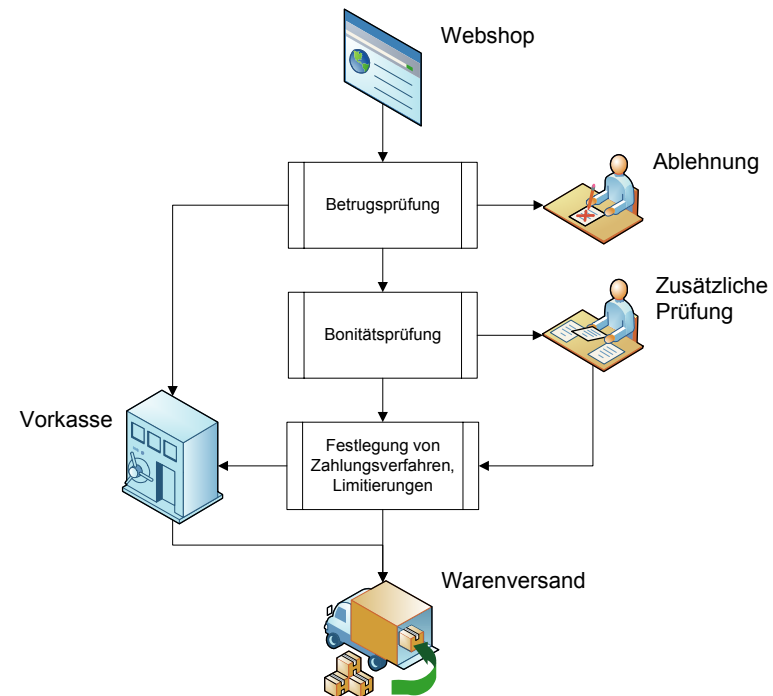 Webshop
Betrugsprüfung
Ablehnung
Zusätzliche
Prüfung
Bonitätsprüfung
Vorkasse
Festlegung von
Zahlungsverfahren,
Limitierungen
Warenversand